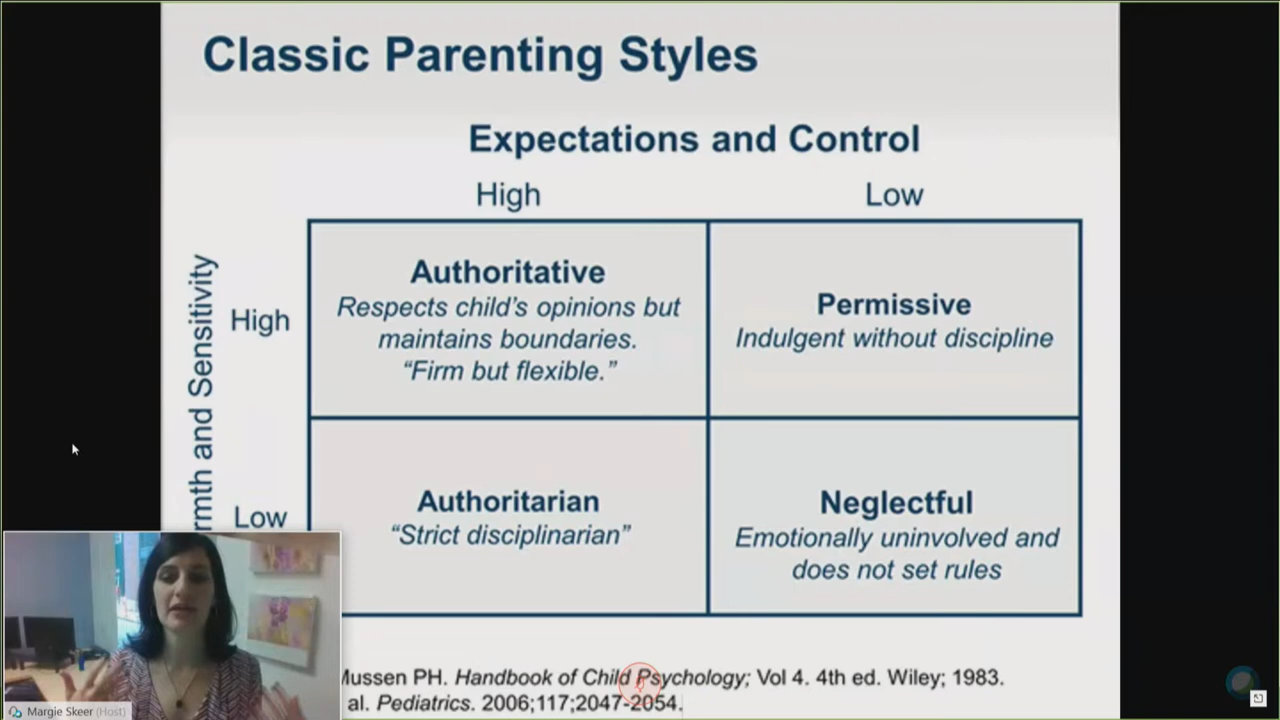 Classic Parenting Styles
Expectations and Control
High
Low
rmth and Sensitivity
High
Authoritative
Respects child's opinions but
maintains boundaries.
“Firm but flexible.”
Permissive
Indulgent without discipline
Low
Authoritarian
“Strict disciplinarian”
Neglectful
Emotionally uninvolved and
does not set rules
Mussen PH. Handbook of Child Psychology; Vol 4. 4th ed. Wiley; 1983.
al. Pediatrics. 2006;117;2047-2054.
Margie Skeer (Host)